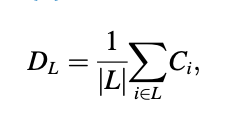 D_L = \frac{1}{|L|} \sum_{i \in L} C_i,